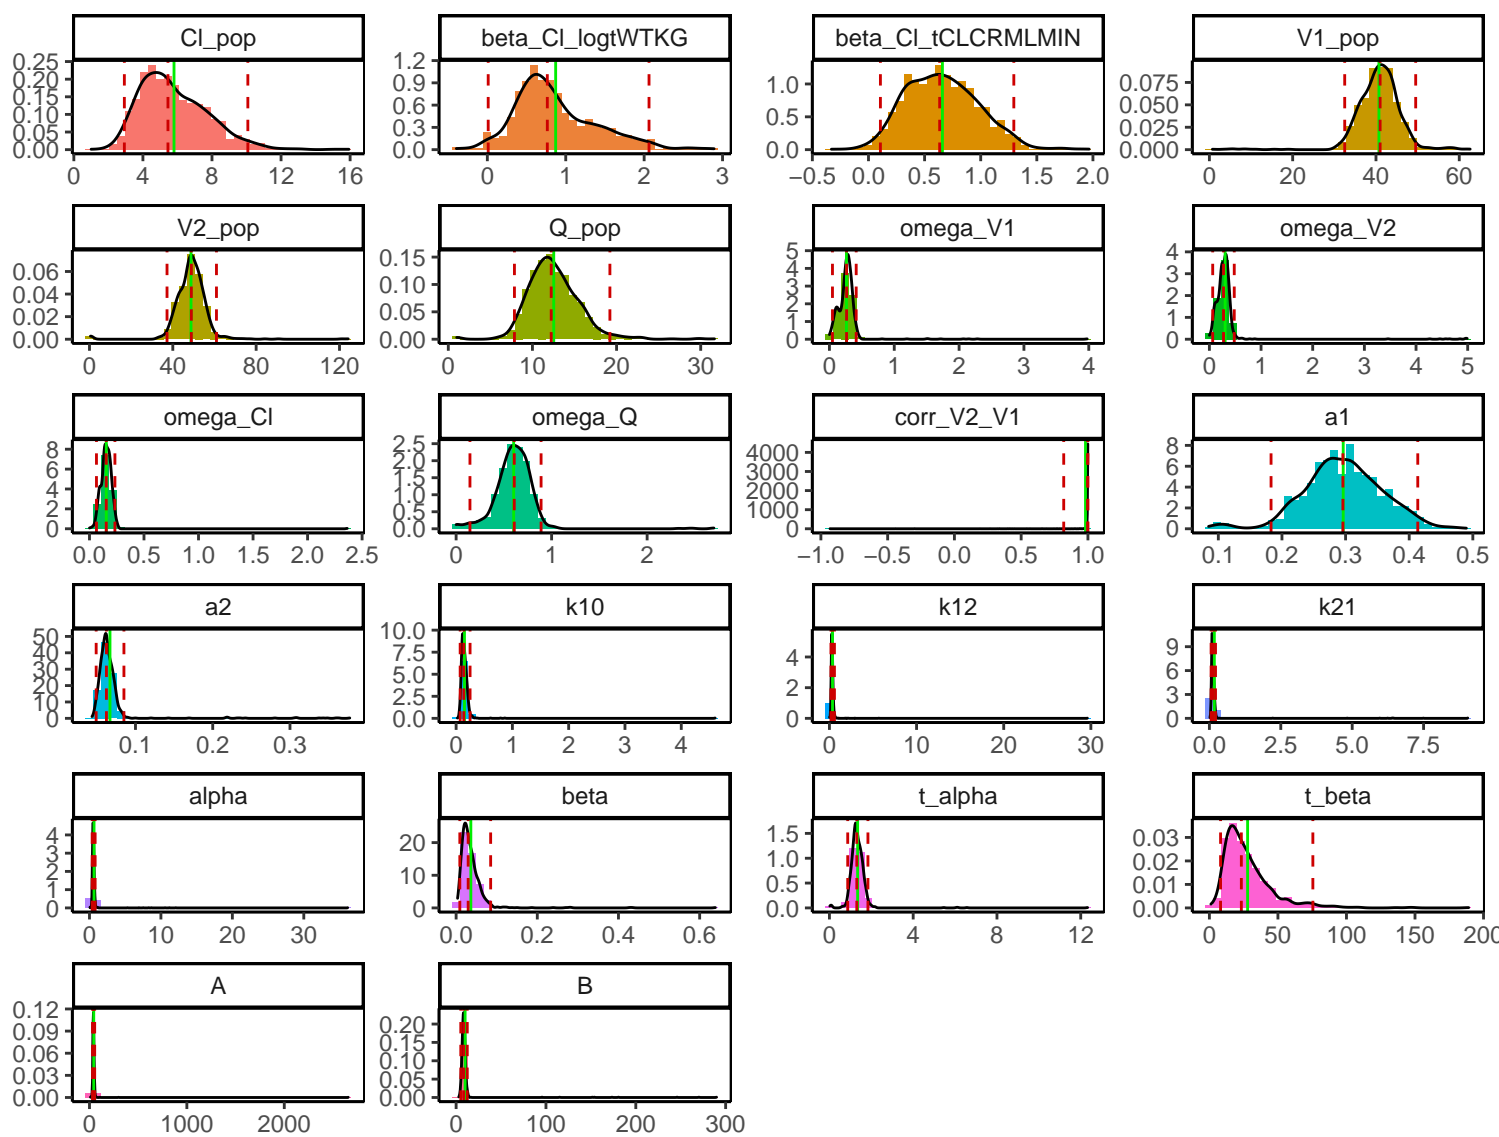 Cl_pop
beta_Cl_logtWTKG
beta_Cl_tCLCRMLMIN
V1_pop
0.25
0.20
0.15
0.10
0.05
0.00
0 4 8 12 16
1.2
0.9
0.6
0.3
0.0
0 1 2 3
1.0
0.5
0.0
−0.5 0.0 0.5 1.0 1.5 2.0
0.075
0.050
0.025
0.000
0 20 40 60
V2_pop
Q_pop
omega_V1
omega_V2
0.06
0.04
0.02
0.00
0 40 80 120
0.15
0.10
0.05
0.00
0 10 20 30
5
4
3
2
1
0
0 1 2 3 4
4
3
2
1
0
0 1 2 3 4 5
omega_Cl
omega_Q
corr_V2_V1
a1
8
6
4
2
0
0.0 0.5 1.0 1.5 2.0 2.5
2.5
2.0
1.5
1.0
0.5
0.0
0 1 2
4000
3000
2000
1000
0
−1.0 −0.5 0.0 0.5 1.0
8
6
4
2
0
0.1 0.2 0.3 0.4 0.5
a2
k10
k12
k21
50
40
30
20
10
0
0.1 0.2 0.3
10.0
7.5
5.0
2.5
0.0
0 1 2 3 4
4
2
0
0 10 20 30
9
6
3
0
0.0 2.5 5.0 7.5
alpha
beta
t_alpha
t_beta
4
3
2
1
0
0 10 20 30
20
10
0
0.0 0.2 0.4 0.6
1.5
1.0
0.5
0.0
0 4 8 12
0.03
0.02
0.01
0.00
0 50 100 150 200
A
B
0.12
0.09
0.06
0.03
0.00
0 1000 2000
0.20
0.15
0.10
0.05
0.00
0 100 200 300